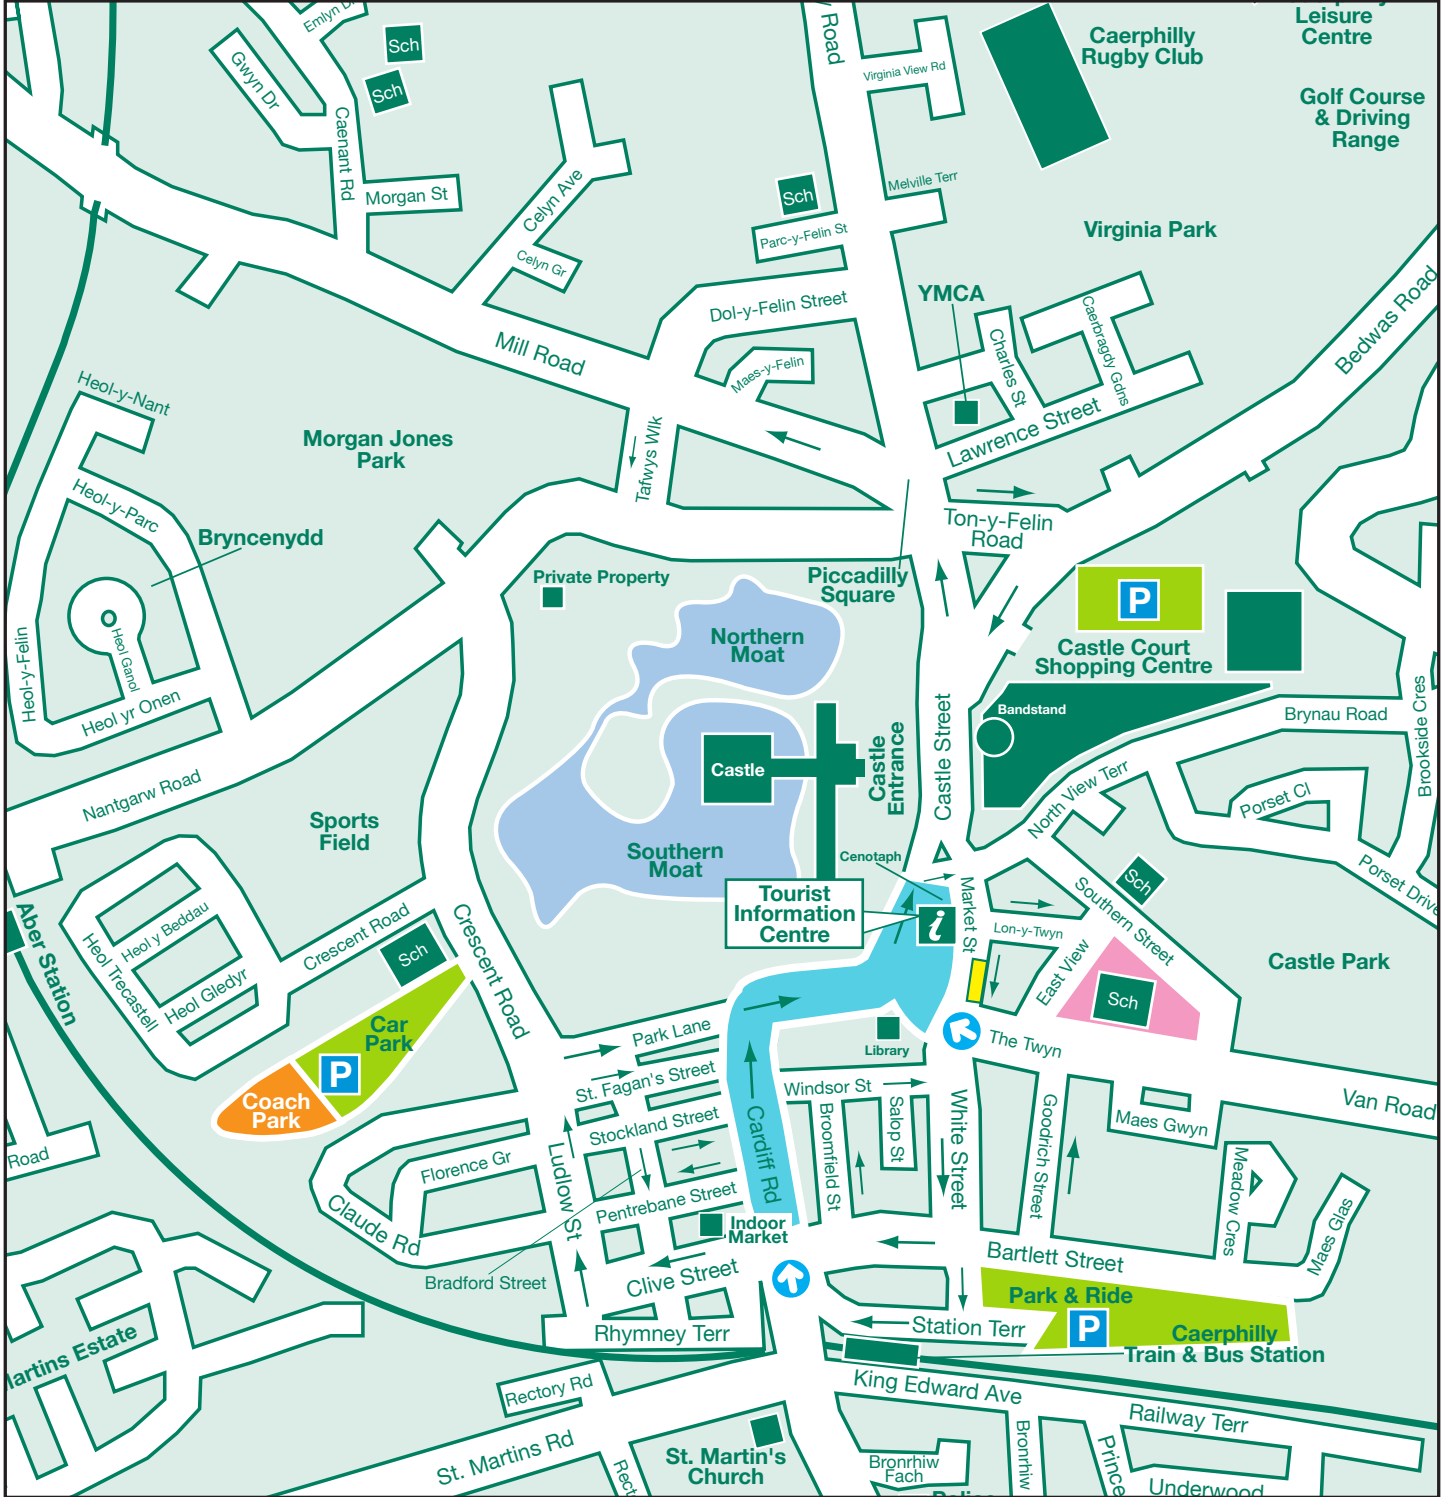 Emlyn Dr
Sch
Sch
Gwyn Dr
Caenant Rd
Morgan St
Celyn Ave
Celyn Gr
Road
Virginia View Rd
Caerphilly
Rugby Club
Leisure
Centre
Golf Course
& Driving
Range
Melville Terr
Sch
Parc-y-Felin St
Virginia Park
Dol-y-Felin Street
YMCA
Charles St
Caerbragdy Gdns
Bedwas Road
Mill Road
Maes-y-Felin
Lawrence Street
Heol-y-Nant
Morgan Jones
Park
Tafwys Wlk
Heol-y-Parc
Bryncenydd
Ton-y-Felin
Road
Private Property
Piccadilly
Square
P
Castle Court
Shopping Centre
Northern
Moat
Heol-y-Felin
Heol Ganol
Heol yr Onen
Bandstand
Brynau Road
Brookside Cres
Castle Street
Castle
Castle
Entrance
Nantgarw Road
Sports
Field
North View Terr
Porset Cl
Porset Drive
Southern
Moat
Cenotaph
Tourist
Information
Centre
i
Market St
Southern Street
Sch
Lon-y-Twyn
East View
Sch
Castle Park
Aber Station
Heol y Beddau
Heol Trecastell
Heol Gledyr
Crescent Road
Sch
Crescent Road
Car
Park
P
Coach
Park
Park Lane
Library
The Twyn
St. Fagan's Street
Windsor St
Van Road
Stockland Street
Cardiff Rd
Broomfield St
Salop St
White Street
Goodrich Street
Maes Gwyn
Meadow Cres
Maes Glas
Road
Florence Gr
Claude Rd
Ludlow St
Pentrebane Street
Indoor
Market
Bradford Street
Clive Street
Bartlett Street
Park & Ride
P
Rhymney Terr
Station Terr
Caerphilly
Train & Bus Station
artins Estate
Rectory Rd
King Edward Ave
Railway Terr
St. Martins Rd
St. Martin's
Church
Bronrhiw
Fach
Bronrhiw
Prince
Underwood